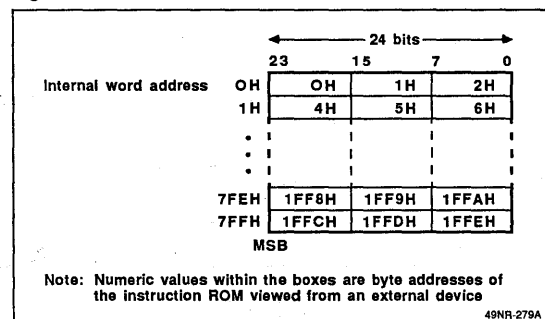 24 bits
23 15 7 0
Internal word address OH OH 1H 2H
1H 4H 5H 6H
7FEH 1FF8H 1FF9H 1FFAH
7FFH 1FFCH 1FFDH 1FFEH
MSB
Note: Numeric values within the boxes are byte addresses of
the instruction ROM viewed from an external device
49NR-279A